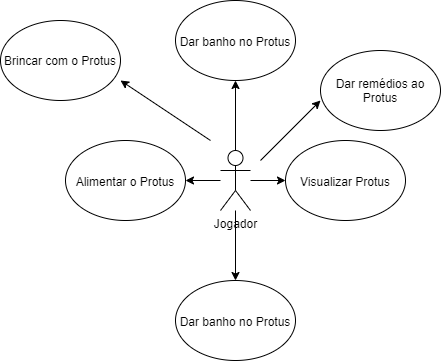 Dar banho no Protus
Brincar com o Protus
Dar remédios ao
Protus
Alimentar o Protus
Visualizar Protus
Jogador
Dar banho no Protus